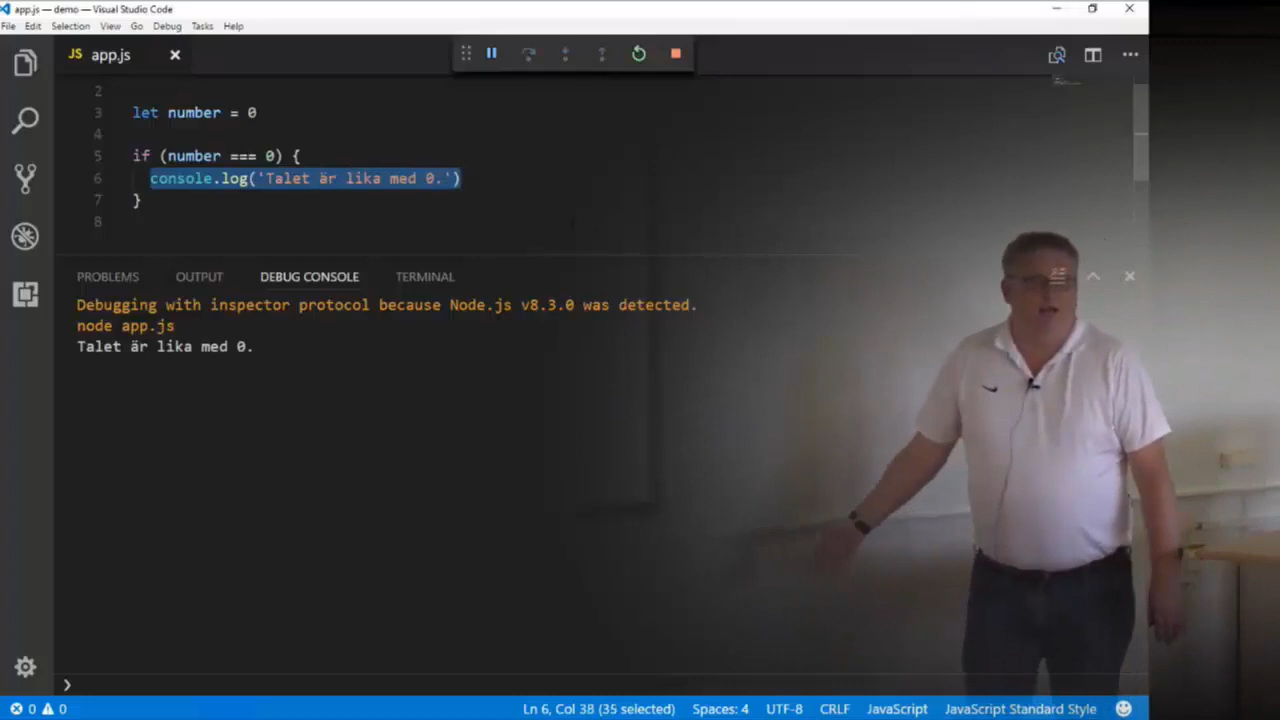 app.js — demo — Visual Studio Code
File Edit Selection View Go Debug Tasks Help
JS app.js
2
3 let number = 0
4
5 if (number === 0) {
6 console.log('Talet är lika med 0.')
7 }
8
PROBLEMS OUTPUT DEBUG CONSOLE TERMINAL
Debugging with inspector protocol because Node.js v8.3.0 was detected.
node app.js
Talet är lika med 0.
0 0 Ln 6, Col 38 (35 selected) Spaces: 4 UTF-8 CRLF JavaScript JavaScript Standard Style